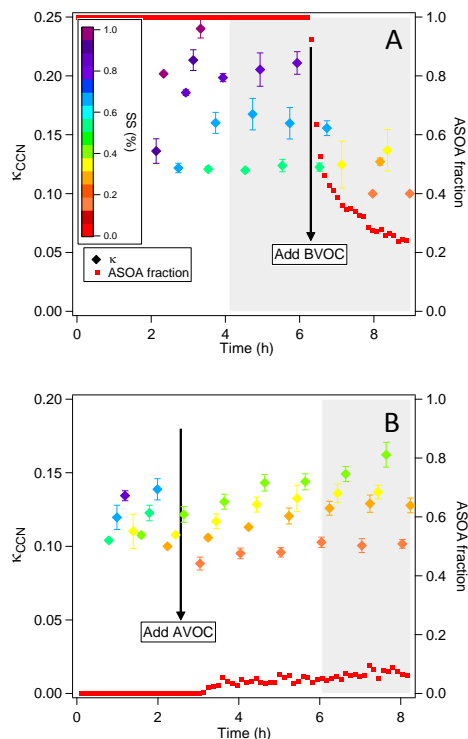 A
0.25
0.20
0.15
0.10
0.05
0.00
κCCN
SS (%)
1.0
0.8
0.6
0.4
0.2
0.0
κ
ASOA fraction
Add BVOC
1.0
0.8
0.6
0.4
0.2
0.0
ASOA fraction
0 2 4 6 8
Time (h)
B
0.20
0.15
0.10
0.05
0.00
κCCN
Add AVOC
1.0
0.8
0.6
0.4
0.2
0.0
ASOA fraction
0 2 4 6 8
Time (h)